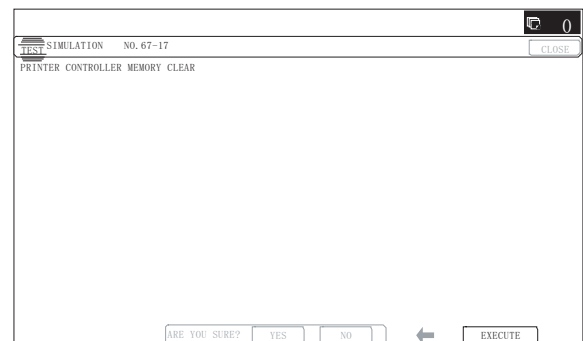 0
TEST SIMULATION NO. 67-17 CLOSE
PRINTER CONTROLLER MEMORY CLEAR
ARE YOU SURE? YES NO EXECUTE